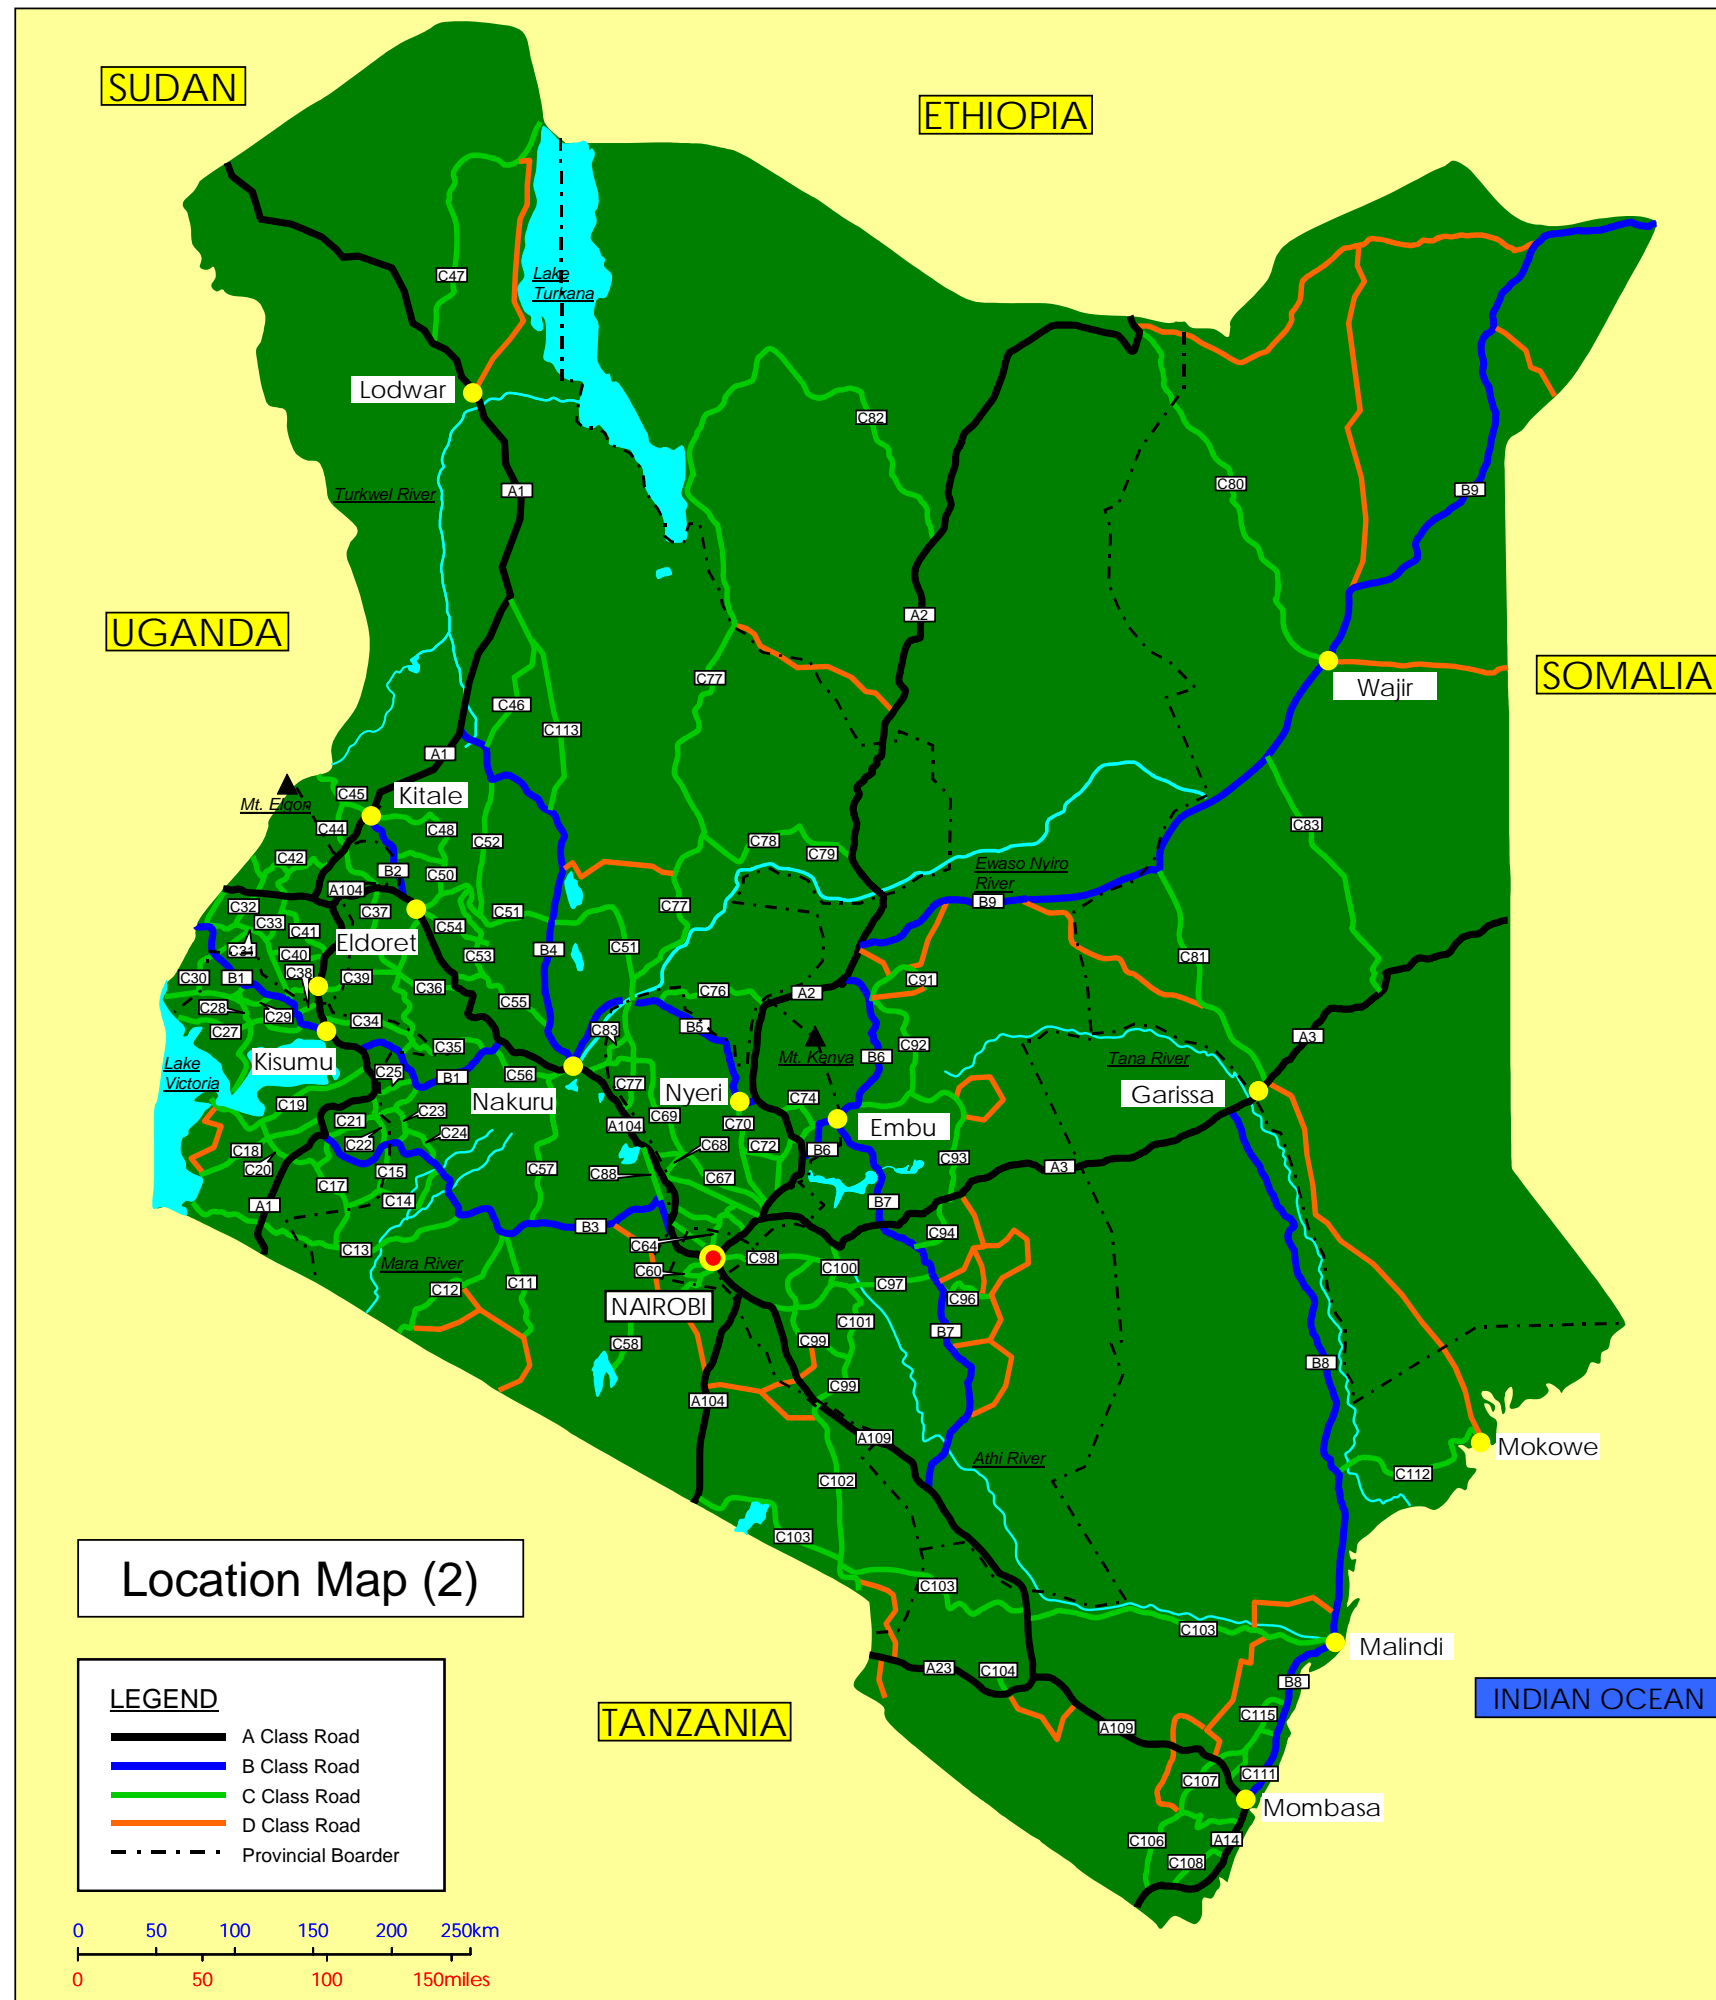 SUDAN
ETHIOPIA
C47
Lake
Turkana
Lodwar
C82
Turkwel River
A1
C80
B9
UGANDA
A2
SOMALIA
C77
Wajir
C46
C113
A1
Mt. Elgon
C45
Kitale
C44
C48
C52
C78
C79
C83
C42
B2
C50
Ewaso Nyiro
River
A104
B9
C32
C33
C37
C51
C77
C54
C41
Eldoret
C31
C40
B4
C51
C53
C81
C30
B1
C38
C39
C36
C91
C76
A2
C28
C29
C55
C27
C34
C83
B5
A3
Kisumu
C35
Mt. Kenya
B6
C92
Tana River
Lake
Victoria
C25
B1
C56
Nakuru
C77
Nyeri
Garissa
C19
C23
C74
C21
C69
A104
C70
Embu
C22
C24
C68
C72
B6
C18
C20
C15
C57
C88
C67
C93
A3
C17
C14
A1
B3
B7
C94
C13
C64
Mara River
C60
C98
C100
C12
C11
C97
C96
NAIROBI
C101
B7
C58
C99
B8
C99
A104
A109
Mokowe
Athi River
C112
C102
C103
Location Map (2)
C103
C103
Malindi
A23
C104
B8
LEGEND
INDIAN OCEAN
TANZANIA
C115
A109
A Class Road
B Class Road
C111
C107
C Class Road
Mombasa
D Class Road
C106
A14
Provincial Boarder
C108
0 50 100 150 200 250km
0 50 100 150miles